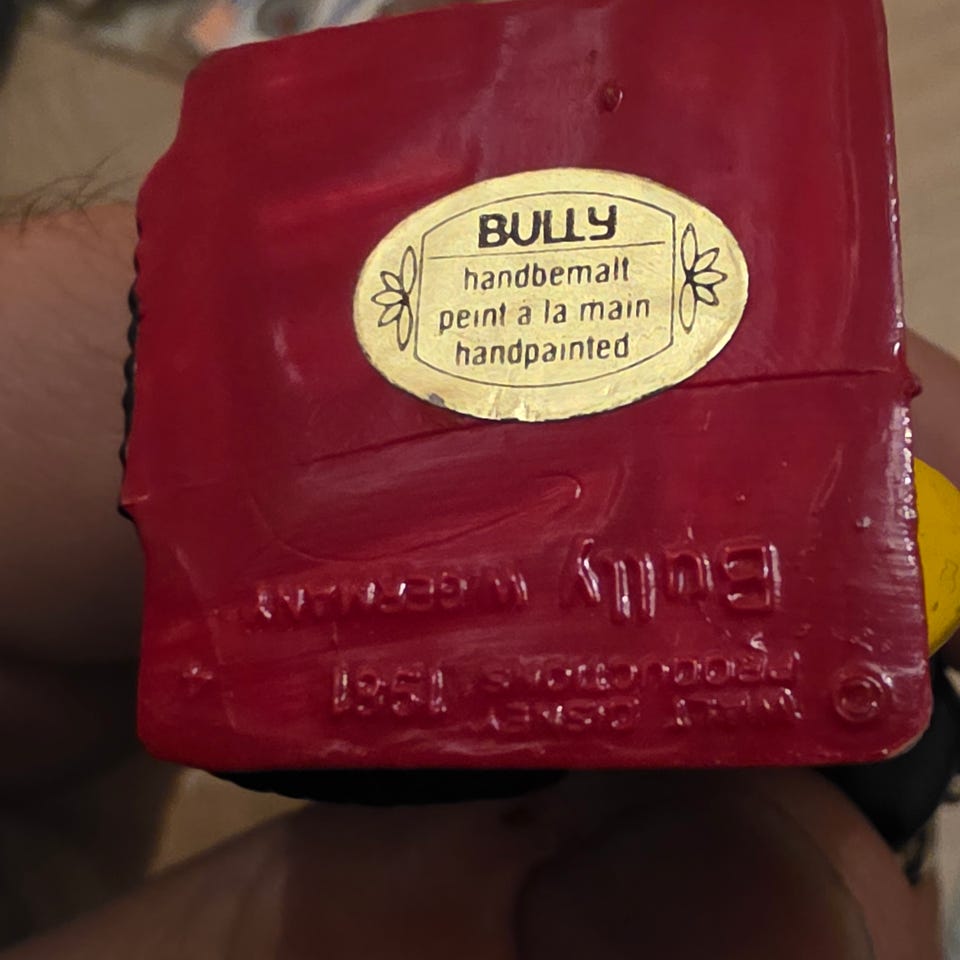 BULLY
handbemalt
peint à la main
handpainted
© WALT DISNEY
PRODUCTIONS 1981
Bully W.GERMANY